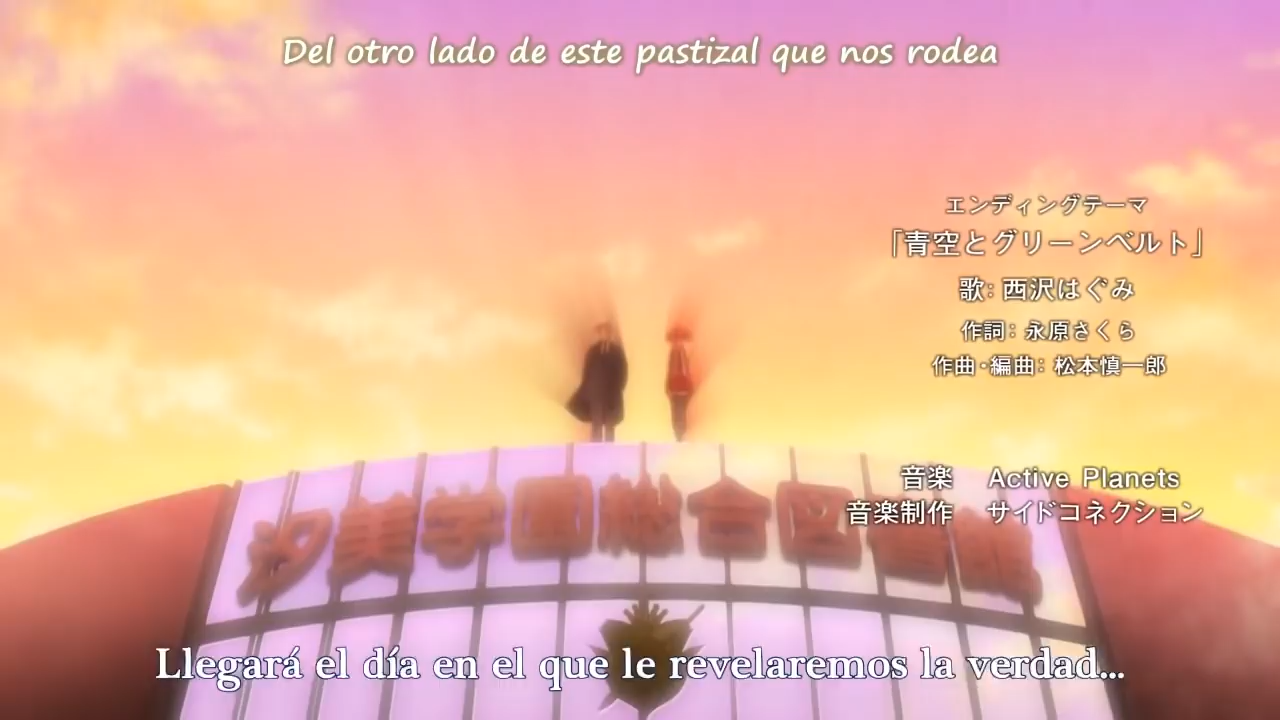 Del otro lado de este pastizal que nos rodea
エンディングテーマ
「青空とグリーンベルト」
歌: 西沢はぐみ
作詞: 永原さくら
作曲・編曲: 松本慎一郎
音楽 Active Planets
音楽制作 サイドコネクション
汐美学園総合図書館
Llegará el día en el que le revelaremos la verdad...